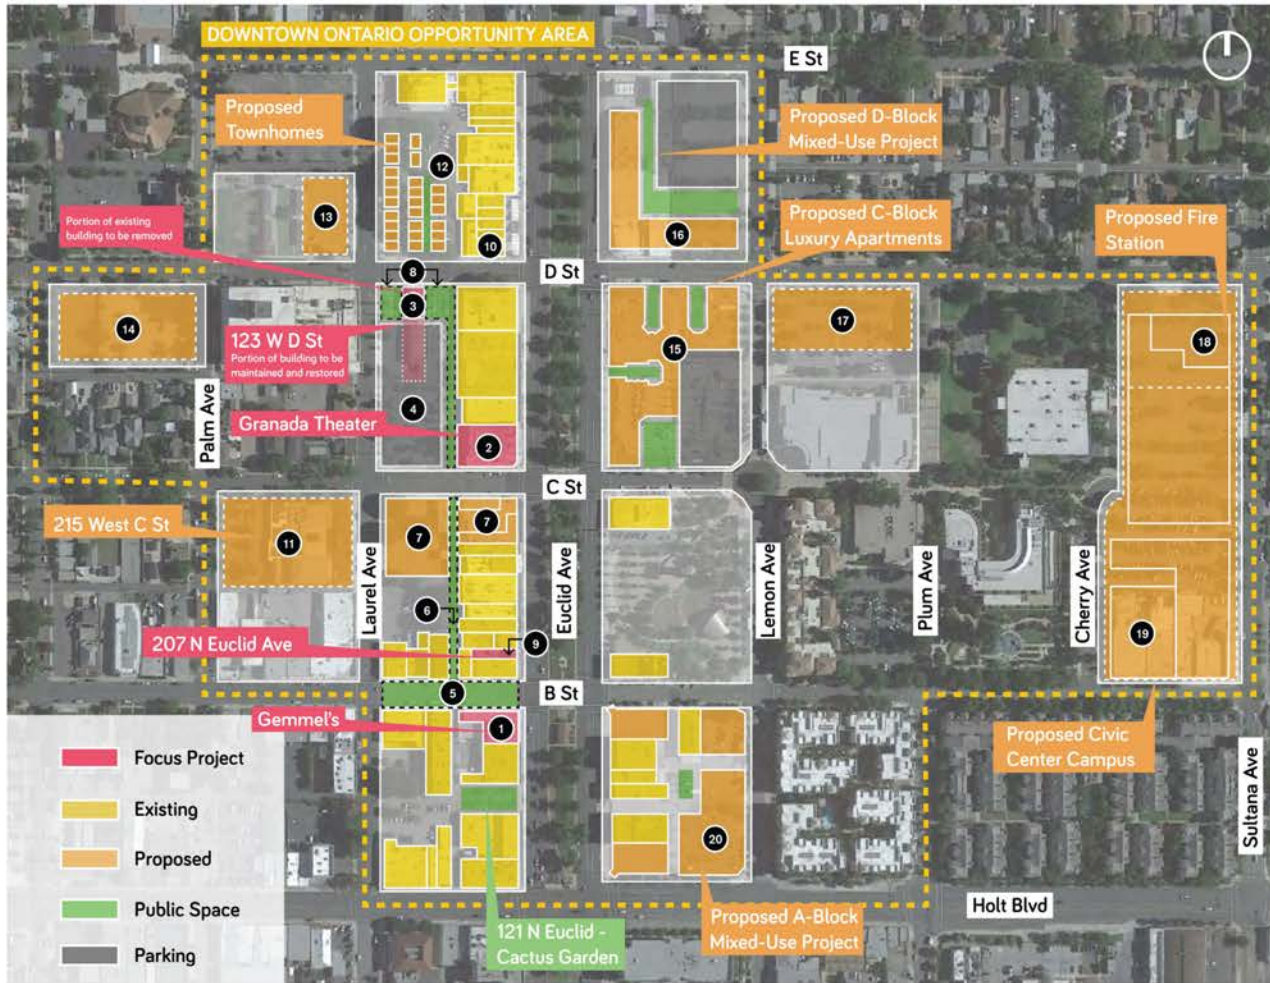 DOWNTOWN ONTARIO OPPORTUNITY AREA
E St
Proposed
Townhomes
12
Proposed D-Block
Mixed-Use Project
13
10
16
Portion of existing
building to be removed
Proposed C-Block
Luxury Apartments
Proposed Fire
Station
8
D St
3
14
123 W D St
Portion of building to be
maintained and restored
15
17
18
Palm Ave
4
Granada Theater
2
C St
215 West C St
11
7
7
Laurel Ave
Euclid Ave
Lemon Ave
Plum Ave
Cherry Ave
6
207 N Euclid Ave
9
19
5
B St
Gemmel's
1
Proposed Civic
Center Campus
Sultana Ave
20
Holt Blvd
121 N Euclid -
Cactus Garden
Proposed A-Block
Mixed-Use Project
Focus Project
Existing
Proposed
Public Space
Parking